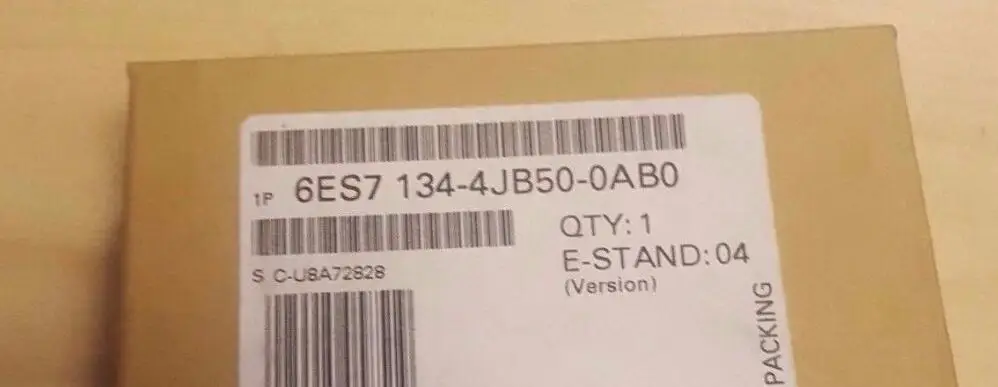 1P 6ES7 134-4JB50-0AB0
QTY: 1
S C-U8A72828
E-STAND: 04
(Version)
PACKING